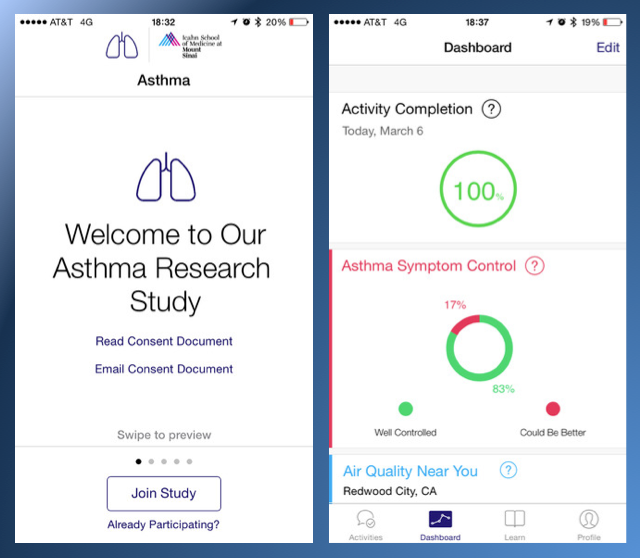 AT&T 4G 18:32 20%
Icahn School
of Medicine at
Mount
Sinai
Asthma
Welcome to Our
Asthma Research
Study
Read Consent Document
Email Consent Document
Swipe to preview
Join Study
Already Participating?
AT&T 4G 18:37 19%
Dashboard Edit
Activity Completion ?
Today, March 6
100%
Asthma Symptom Control ?
17%
83%
Well Controlled Could Be Better
Air Quality Near You ?
Redwood City, CA
Activities Dashboard Learn Profile